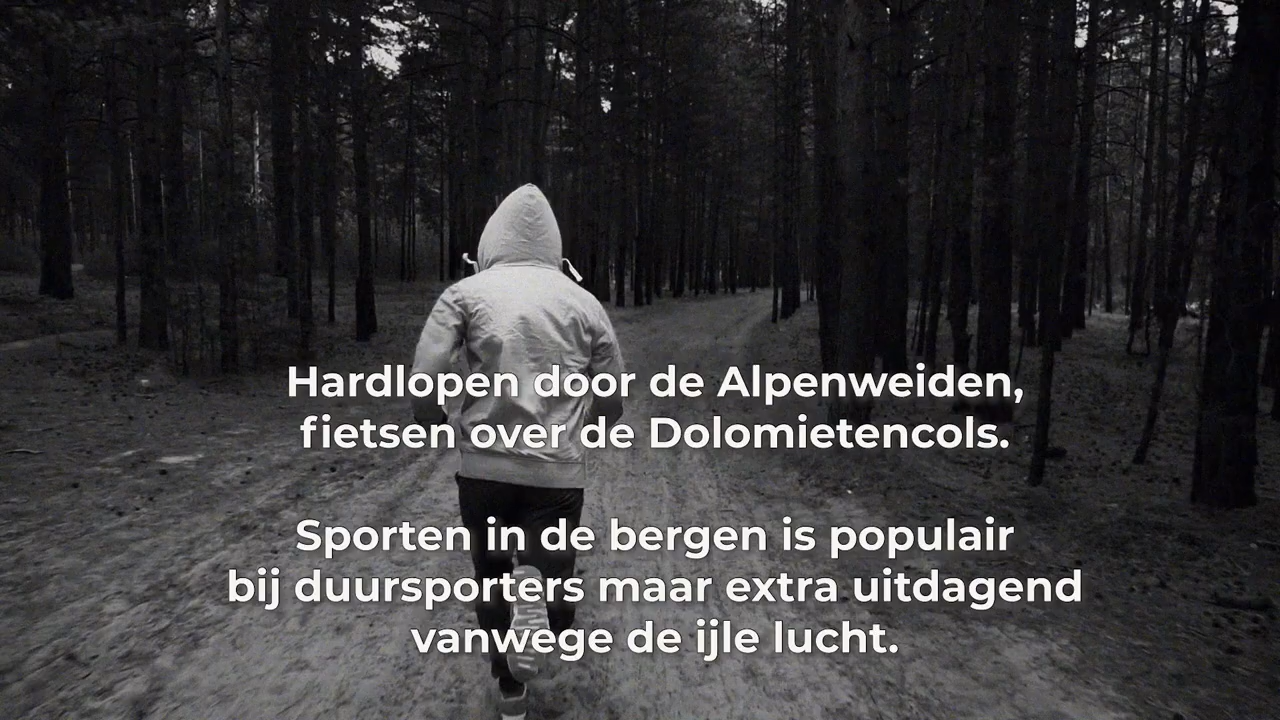 Hardlopen door de Alpenweiden,
fietsen over de Dolomietencols.
Sporten in de bergen is populair
bij duursporters maar extra uitdagend
vanwege de ijle lucht.